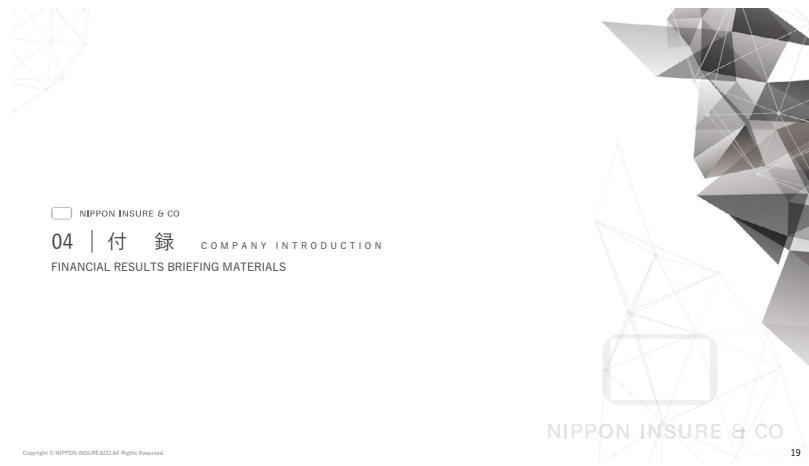 NIPPON INSURE & CO
04 | 付 録 COMPANY INTRODUCTION
FINANCIAL RESULTS BRIEFING MATERIALS
NIPPON INSURE & CO
Copyright © NIPPON INSURE&CO.All Rights Reserved.
19